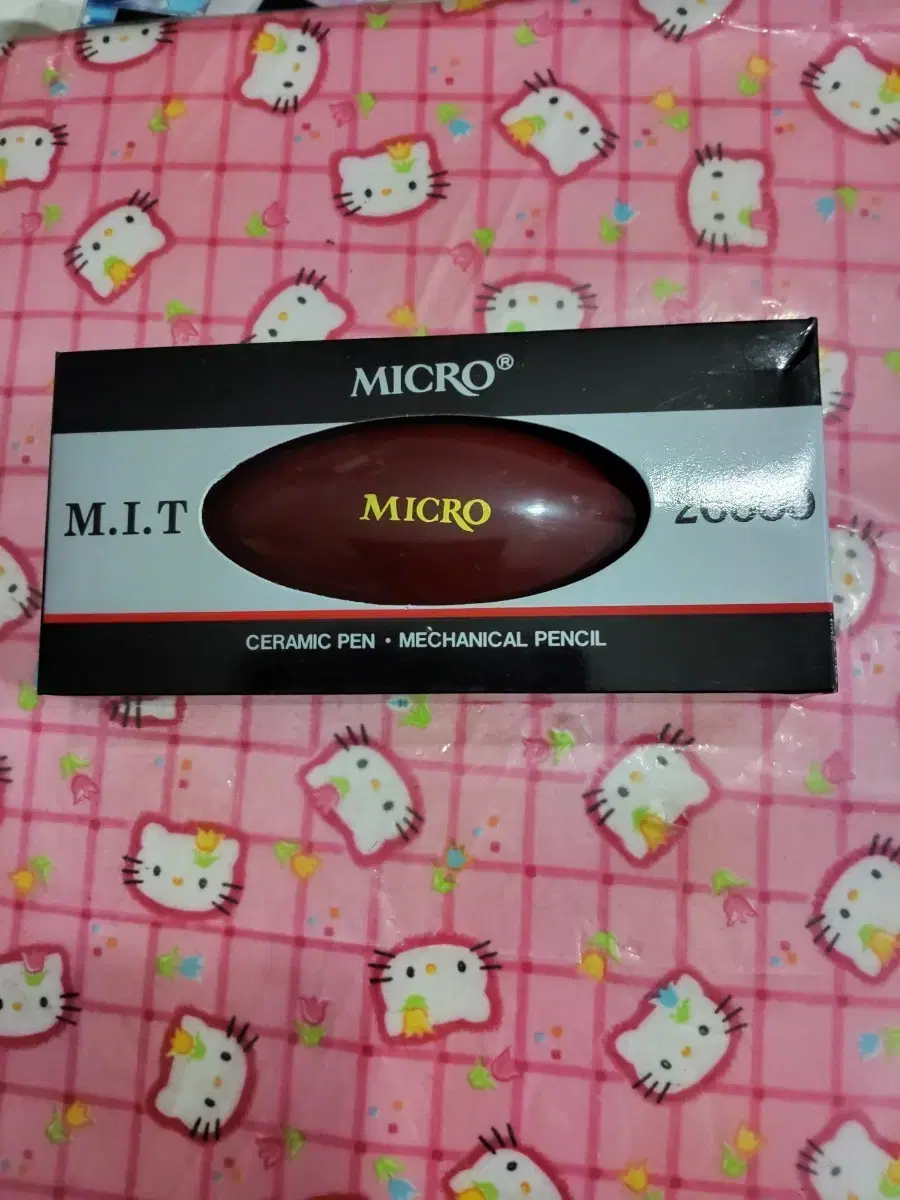 MICRO®
M.I.T
MICRO
CERAMIC PEN · MECHANICAL PENCIL